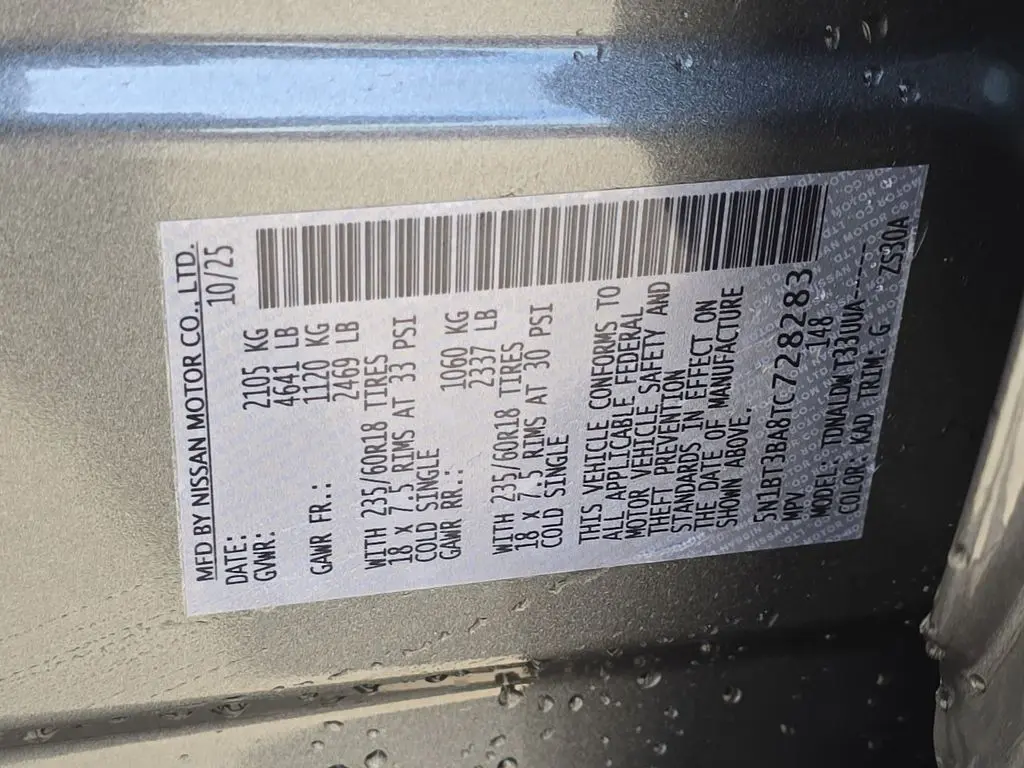 MFD BY NISSAN MOTOR CO., LTD.
DATE: 10/25
GVWR: 2105 KG
4641 LB
GAWR FR.: 1120 KG
2469 LB
WITH 235/60R18 TIRES
18 x 7.5 RIMS AT 33 PSI
COLD SINGLE
GAWR RR.: 1060 KG
2337 LB
WITH 235/60R18 TIRES
18 x 7.5 RIMS AT 30 PSI
COLD SINGLE
THIS VEHICLE CONFORMS TO
ALL APPLICABLE FEDERAL
MOTOR VEHICLE SAFETY AND
THEFT PREVENTION
STANDARDS IN EFFECT ON
THE DATE OF MANUFACTURE
SHOWN ABOVE.
5N1BT3BA8TC728283
MPV 148
MODEL: TDNALDW T33UUA------
COLOR: KAD TRIM: G ZS30A